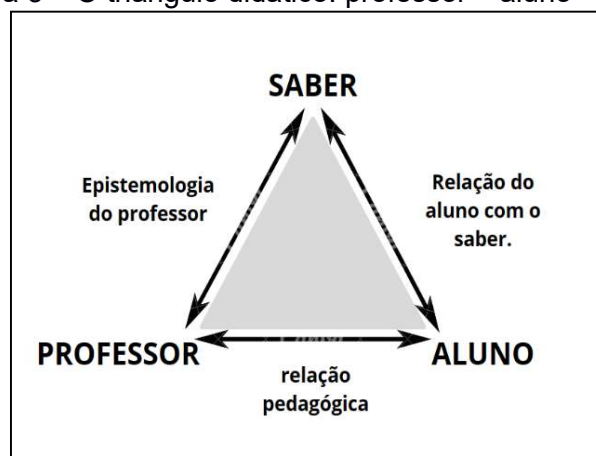 O triângulo didático: professor – aluno
SABER
Epistemologia
do professor
Relação do
aluno com o
saber.
PROFESSOR
ALUNO
relação
pedagógica